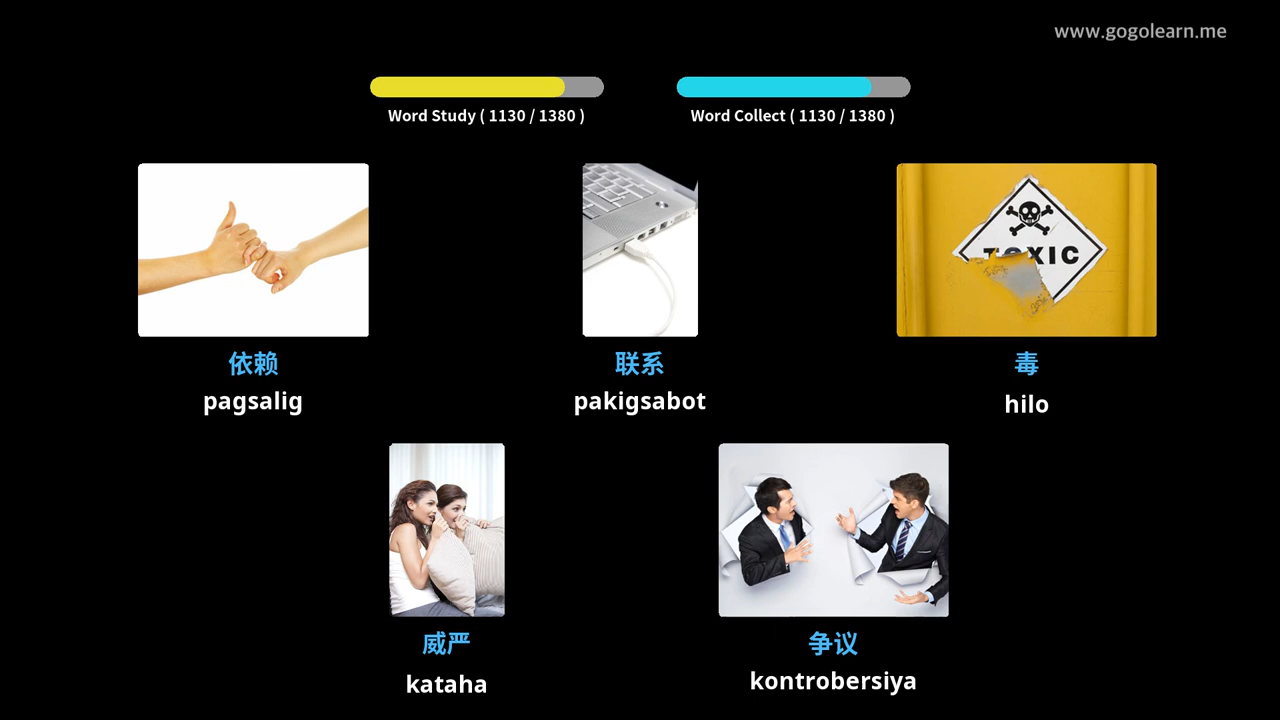 www.gogolearn.me
Word Study ( 1130 / 1380 )
Word Collect ( 1130 / 1380 )
TOXIC
依赖
联系
毒
pagsalig
pakigsabot
hilo
威严
争议
kataha
kontrobersiya